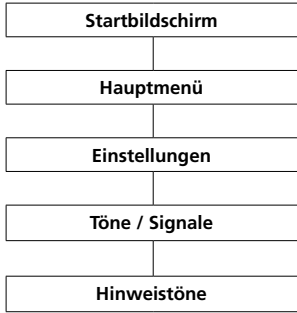 Startbildschirm
Hauptmenü
Einstellungen
Töne / Signale
Hinweistöne